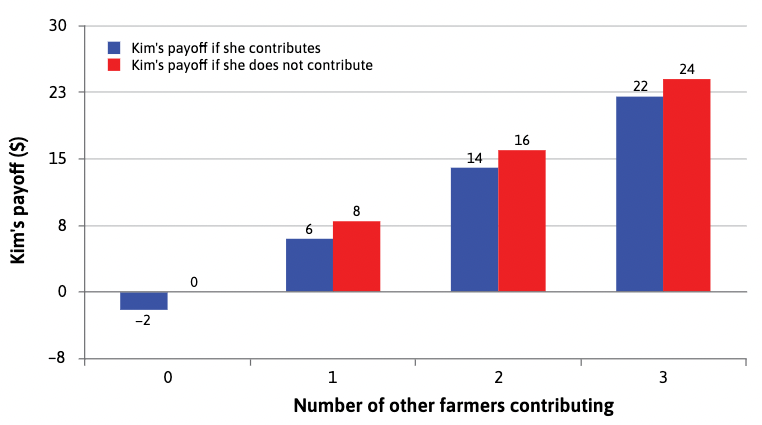 30
Kim's payoff if she contributes
Kim's payoff if she does not contribute
24
22
23
16
14
15
Kim's payoff ($)
8
6
8
0
0
−2
−8
0 1 2 3
Number of other farmers contributing